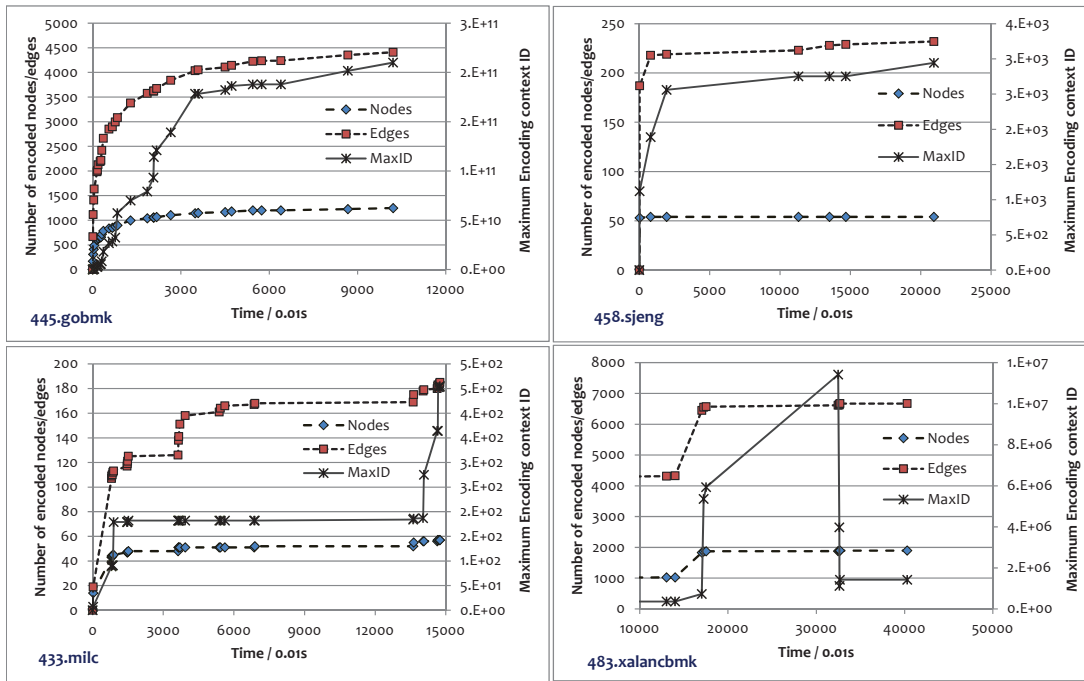 Number of encoded nodes/edges
5000
4500
4000
3500
3000
2500
2000
1500
1000
500
0
Nodes
Edges
MaxID
3.E+11
2.E+11
2.E+11
1.E+11
5.E+10
0.E+00
Maximum Encoding context ID
0
3000
6000
9000
12000
Time / 0.01s
445.gobmk
Number of encoded nodes/edges
250
200
150
100
50
0
Nodes
Edges
MaxID
4.E+03
3.E+03
3.E+03
2.E+03
2.E+03
1.E+03
5.E+02
0.E+00
Maximum Encoding context ID
0
5000
10000
15000
20000
25000
Time / 0.01s
458.sjeng
Number of encoded nodes/edges
200
180
160
140
120
100
80
60
40
20
0
Nodes
Edges
MaxID
5.E+02
5.E+02
4.E+02
4.E+02
3.E+02
3.E+02
2.E+02
2.E+02
1.E+02
5.E+01
0.E+00
Maximum Encoding context ID
0
3000
6000
9000
12000
15000
Time / 0.01s
433.milc
Number of encoded nodes/edges
8000
7000
6000
5000
4000
3000
2000
1000
0
Nodes
Edges
MaxID
1.E+07
1.E+07
8.E+06
6.E+06
4.E+06
2.E+06
0.E+00
Maximum Encoding context ID
10000
20000
30000
40000
50000
Time / 0.01s
483.xalancbmk